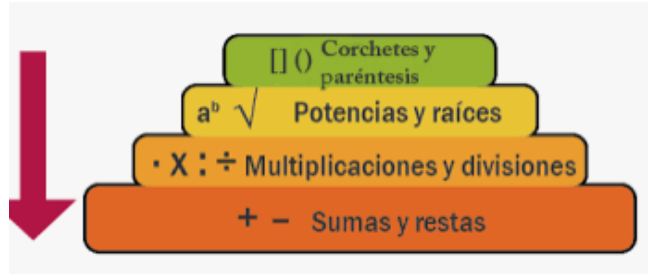 [] () Corchetes y
paréntesis
aᵇ √ Potencias y raíces
· X : ÷ Multiplicaciones y divisiones
+ − Sumas y restas